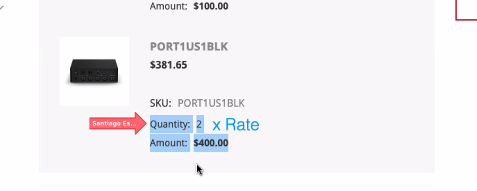 Amount: $100.00
PORT1US1BLK
$381.65
SKU: PORT1US1BLK
Santiago Es...
Quantity: 2 x Rate
Amount: $400.00